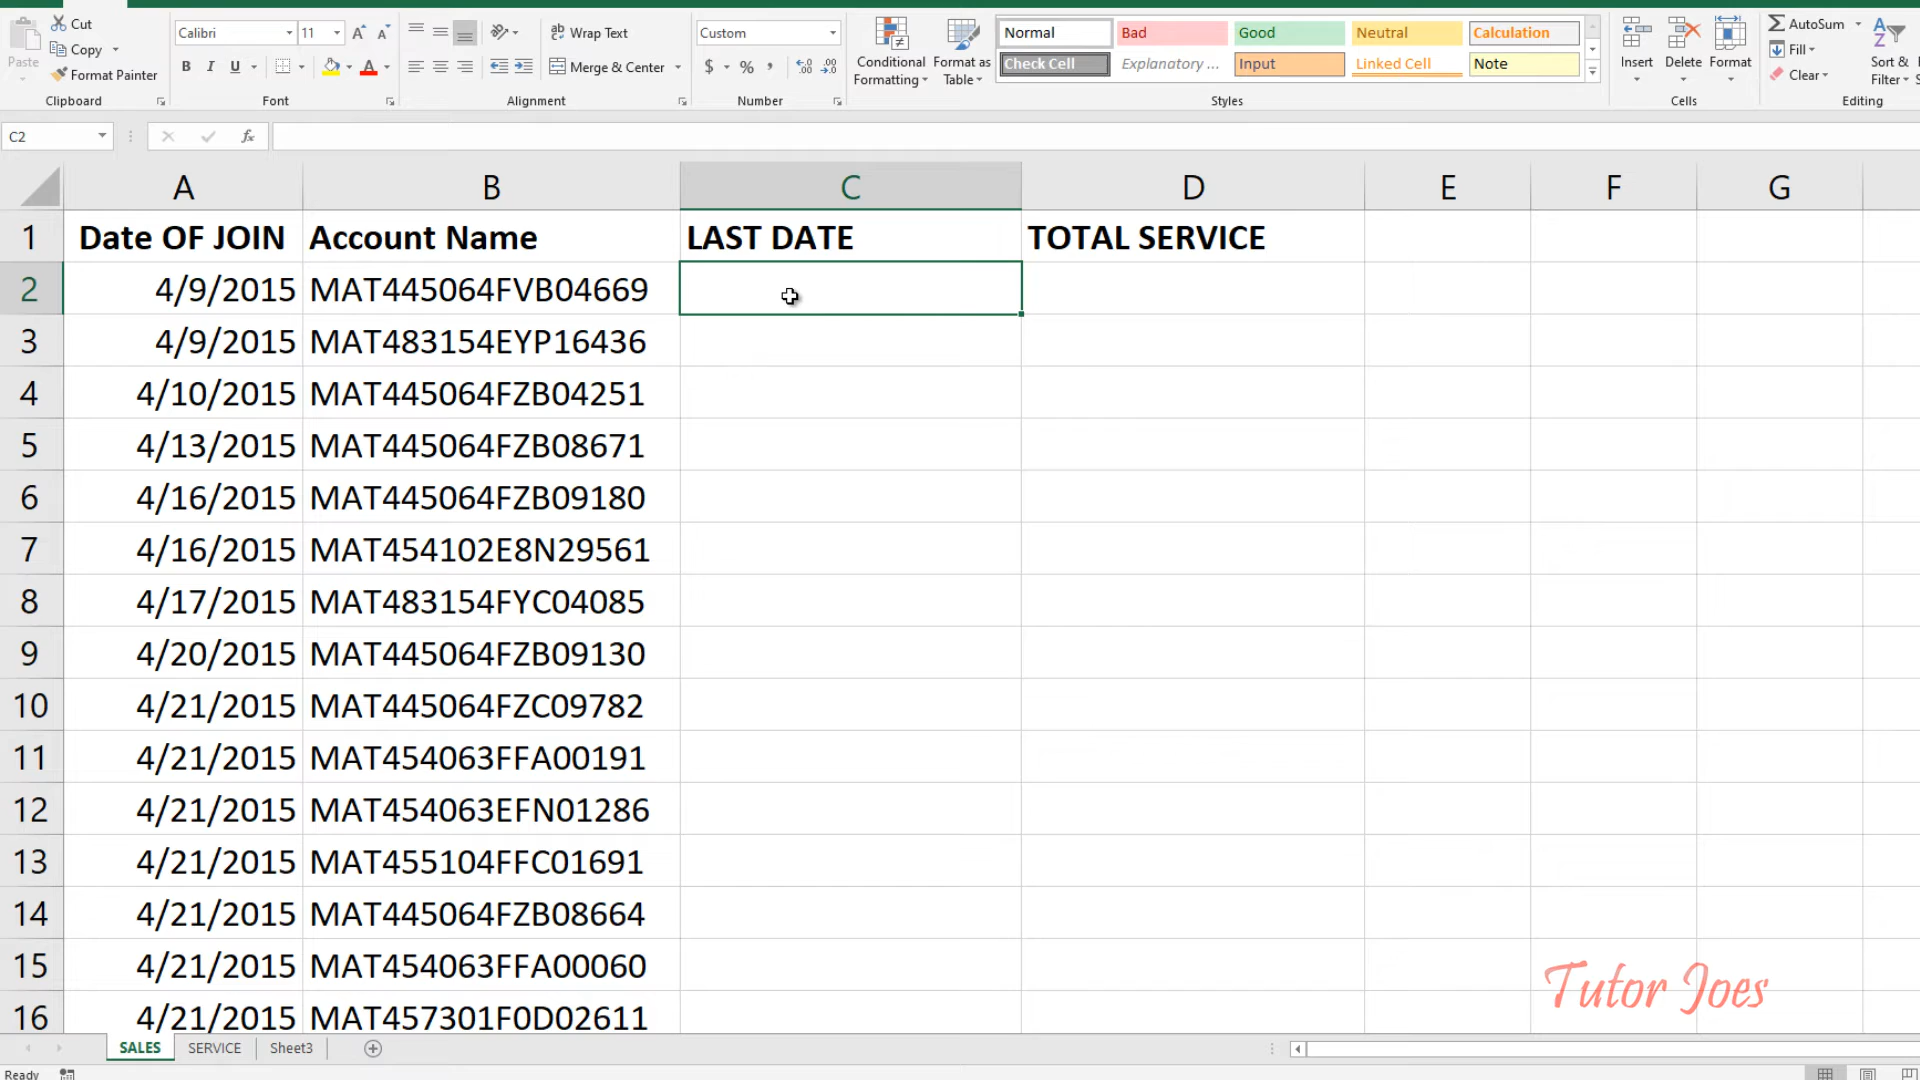 Cut
Copy
Paste
Format Painter
Clipboard
Calibri 11
B I U
Font
Wrap Text
Merge & Center
Alignment
Custom
$ % ,
Number
Conditional Formatting
Format as Table
Normal Bad Good Neutral Calculation
Check Cell Explanatory ... Input Linked Cell Note
Styles
Insert Delete Format
Cells
AutoSum
Fill
Clear
Sort &
Filter
Editing
C2 fx
A B C D E F G
1 Date OF JOIN Account Name LAST DATE TOTAL SERVICE
2 4/9/2015 MAT445064FVB04669
3 4/9/2015 MAT483154EYP16436
4 4/10/2015 MAT445064FZB04251
5 4/13/2015 MAT445064FZB08671
6 4/16/2015 MAT445064FZB09180
7 4/16/2015 MAT454102E8N29561
8 4/17/2015 MAT483154FYC04085
9 4/20/2015 MAT445064FZB09130
10 4/21/2015 MAT445064FZC09782
11 4/21/2015 MAT454063FFA00191
12 4/21/2015 MAT454063EFN01286
13 4/21/2015 MAT455104FFC01691
14 4/21/2015 MAT445064FZB08664
15 4/21/2015 MAT454063FFA00060
16 4/21/2015 MAT457301F0D02611
Tutor Joes
SALES SERVICE Sheet3
Ready